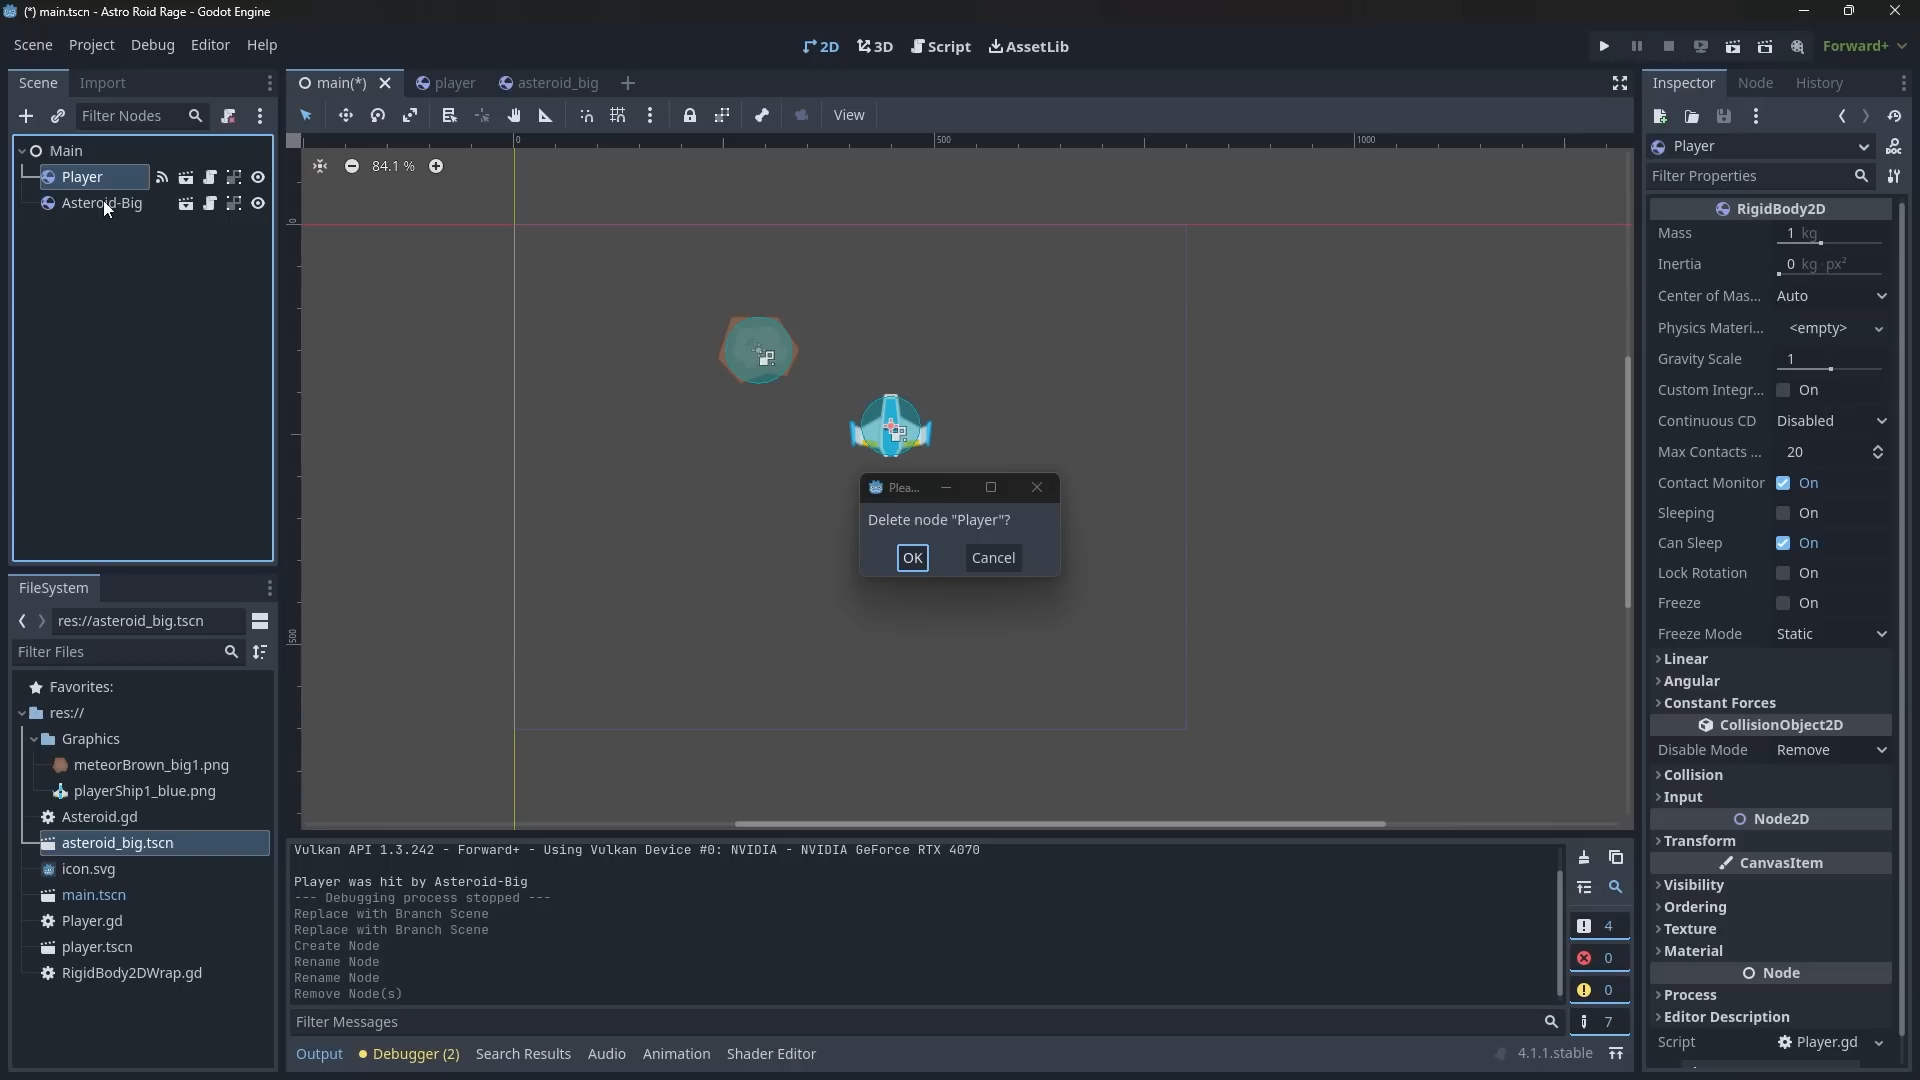 (*) main.tscn - Astro Roid Rage - Godot Engine
Scene Project Debug Editor Help
2D 3D Script AssetLib
Forward+
Scene Import
main(*) player asteroid_big
Inspector Node History
Filter Nodes
View
Main
Player
Asteroid-Big
0 500 1000
84.1 %
0
500
Plea...
Delete node "Player"?
OK Cancel
Player
Filter Properties
RigidBody2D
Mass 1 kg
Inertia 0 kg·px²
Center of Mas... Auto
Physics Materi... <empty>
Gravity Scale 1
Custom Integr... On
Continuous CD Disabled
Max Contacts ... 20
Contact Monitor On
Sleeping On
Can Sleep On
Lock Rotation On
Freeze On
Freeze Mode Static
Linear
Angular
Constant Forces
CollisionObject2D
Disable Mode Remove
Collision
Input
Node2D
Transform
CanvasItem
Visibility
Ordering
Texture
Material
Node
Process
Editor Description
Script Player.gd
FileSystem
res://asteroid_big.tscn
Filter Files
Favorites:
res://
Graphics
meteorBrown_big1.png
playerShip1_blue.png
Asteroid.gd
asteroid_big.tscn
icon.svg
main.tscn
Player.gd
player.tscn
RigidBody2DWrap.gd
Vulkan API 1.3.242 - Forward+ - Using Vulkan Device #0: NVIDIA - NVIDIA GeForce RTX 4070
Player was hit by Asteroid-Big
--- Debugging process stopped ---
Replace with Branch Scene
Replace with Branch Scene
Create Node
Rename Node
Rename Node
Remove Node(s)
4
0
0
7
Filter Messages
Output Debugger (2) Search Results Audio Animation Shader Editor
4.1.1.stable